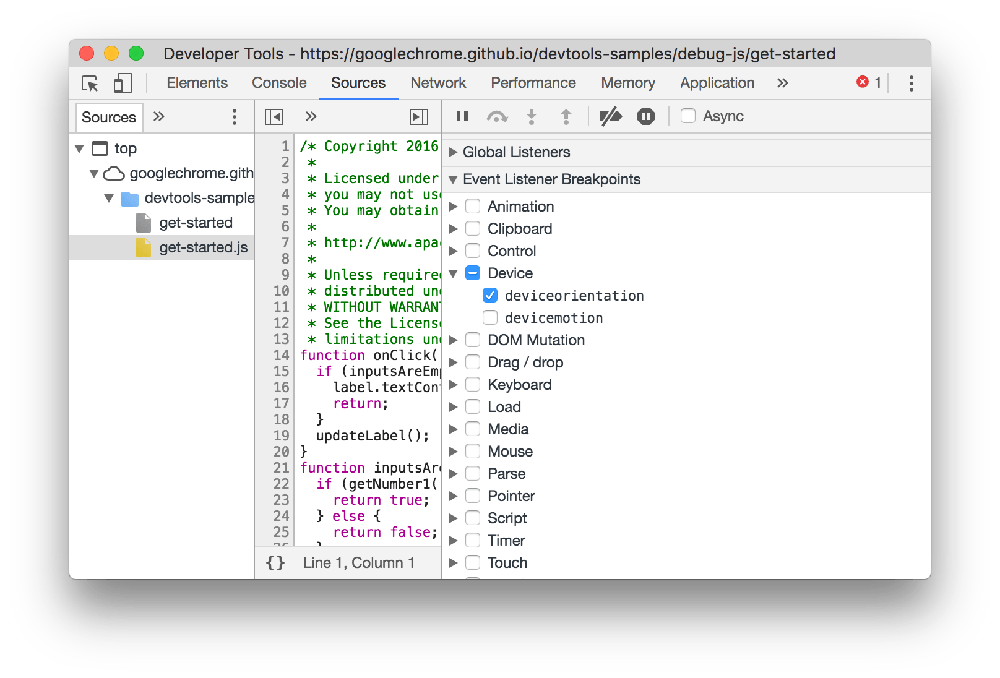 Developer Tools - https://googlechrome.github.io/devtools-samples/debug-js/get-started
Elements Console Sources Network Performance Memory Application » 1
Sources »
top
googlechrome.gith
devtools-sample
get-started
get-started.js
»
1 /* Copyright 2016
2 *
3 * Licensed under
4 * you may not us
5 * You may obtain
6 *
7 * http://www.apa
8 *
9 * Unless require
10 * distributed un
11 * WITHOUT WARRAN
12 * See the Licens
13 * limitations un
14 function onClick(
15 if (inputsAreEm
16 label.textCon
17 return;
18 }
19 updateLabel();
20 }
21 function inputsAr
22 if (getNumber1(
23 return true;
24 } else {
25 return false;
{} Line 1, Column 1
Async
Global Listeners
Event Listener Breakpoints
Animation
Clipboard
Control
Device
deviceorientation
devicemotion
DOM Mutation
Drag / drop
Keyboard
Load
Media
Mouse
Parse
Pointer
Script
Timer
Touch